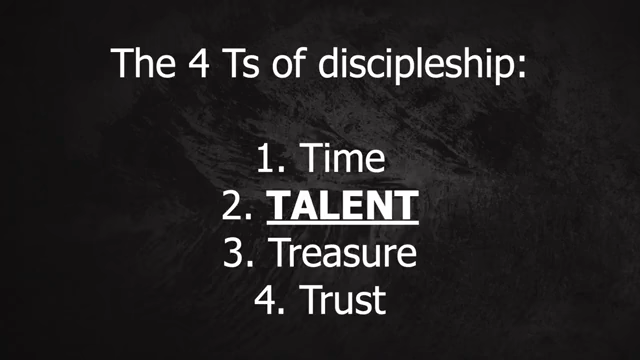 The 4 Ts of discipleship:
1. Time
2. TALENT
3. Treasure
4. Trust